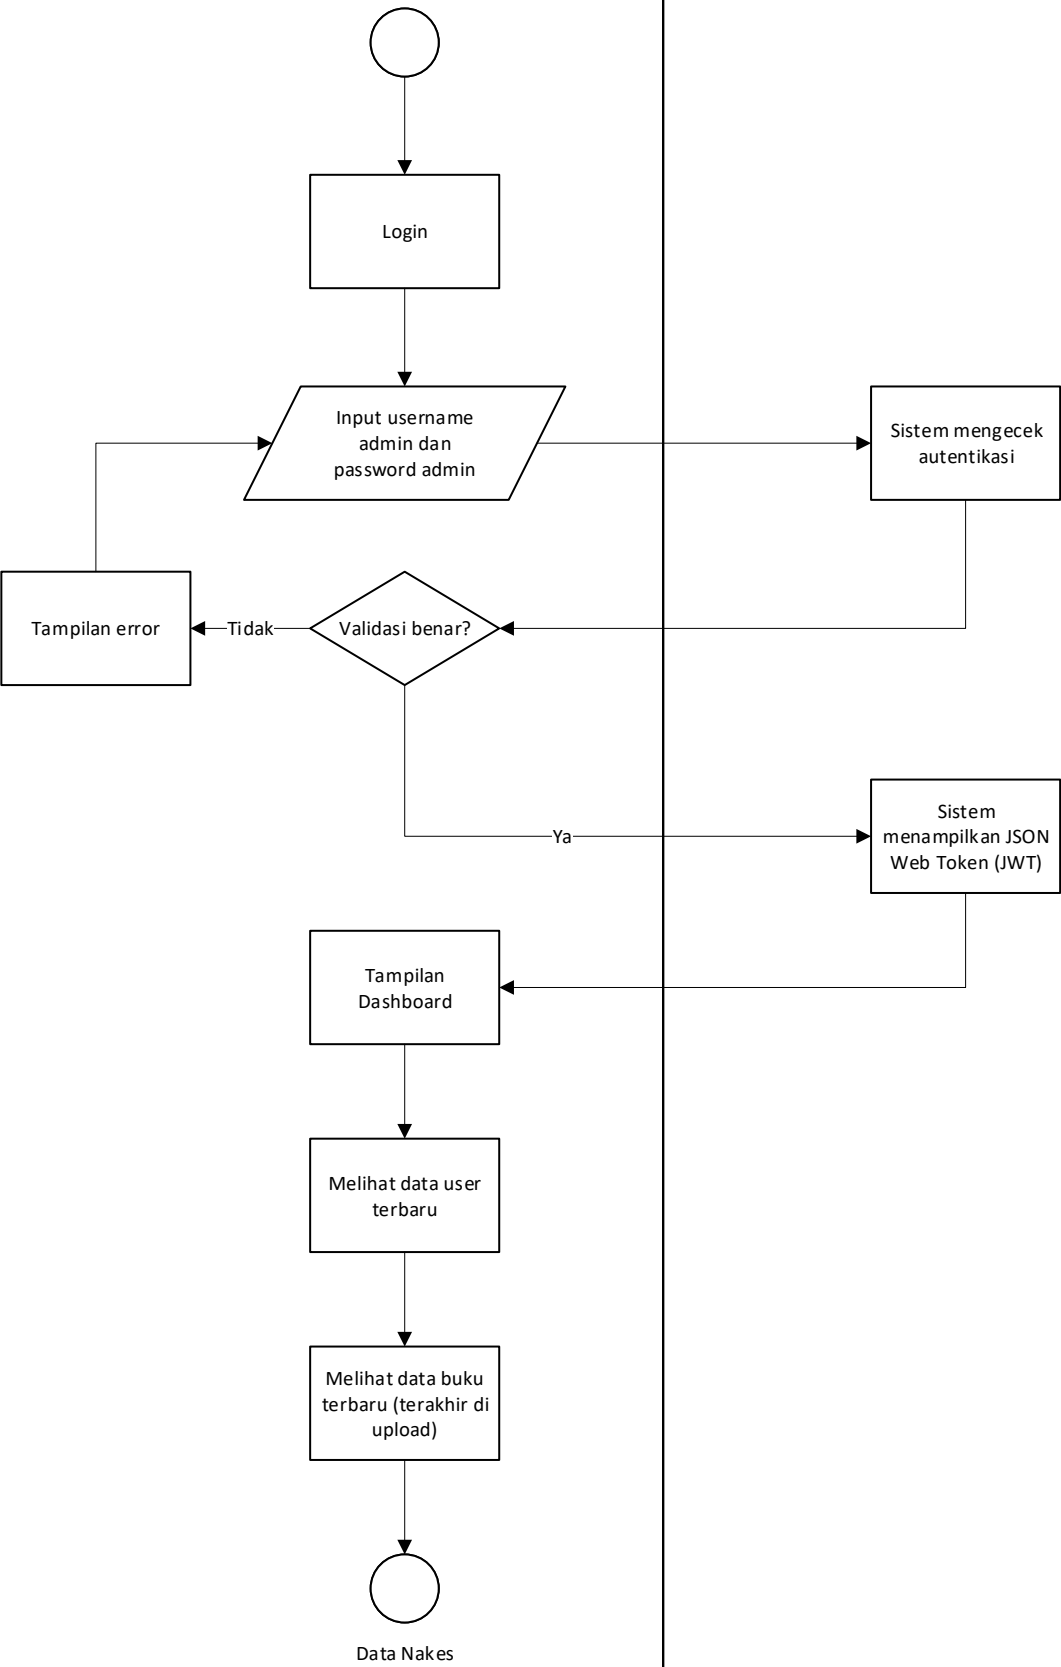 Login
Input username
admin dan
password admin
Sistem mengecek
autentikasi
Tampilan error
Tidak
Validasi benar?
Ya
Sistem
menampilkan JSON
Web Token (JWT)
Tampilan
Dashboard
Melihat data user
terbaru
Melihat data buku
terbaru (terakhir di
upload)
Data Nakes